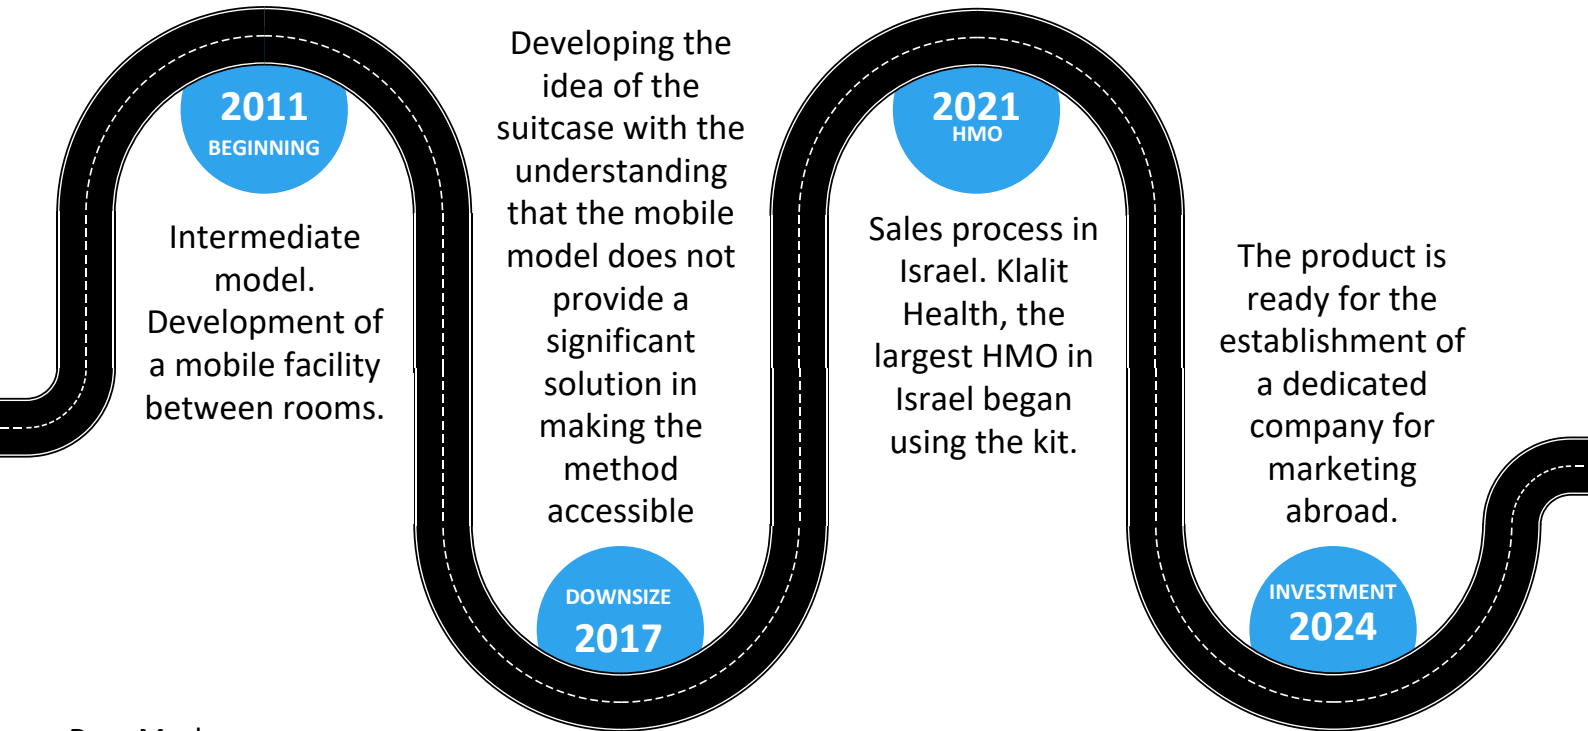 2011
BEGINNING
Intermediate
model.
Development of
a mobile facility
between rooms.
Developing the
idea of the
suitcase with the
understanding
that the mobile
model does not
provide a
significant
solution in
making the
method
accessible
DOWNSIZE
2017
2021
HMO
Sales process in
Israel. Klalit
Health, the
largest HMO in
Israel began
using the kit.
The product is
ready for the
establishment of
a dedicated
company for
marketing
abroad.
INVESTMENT
2024